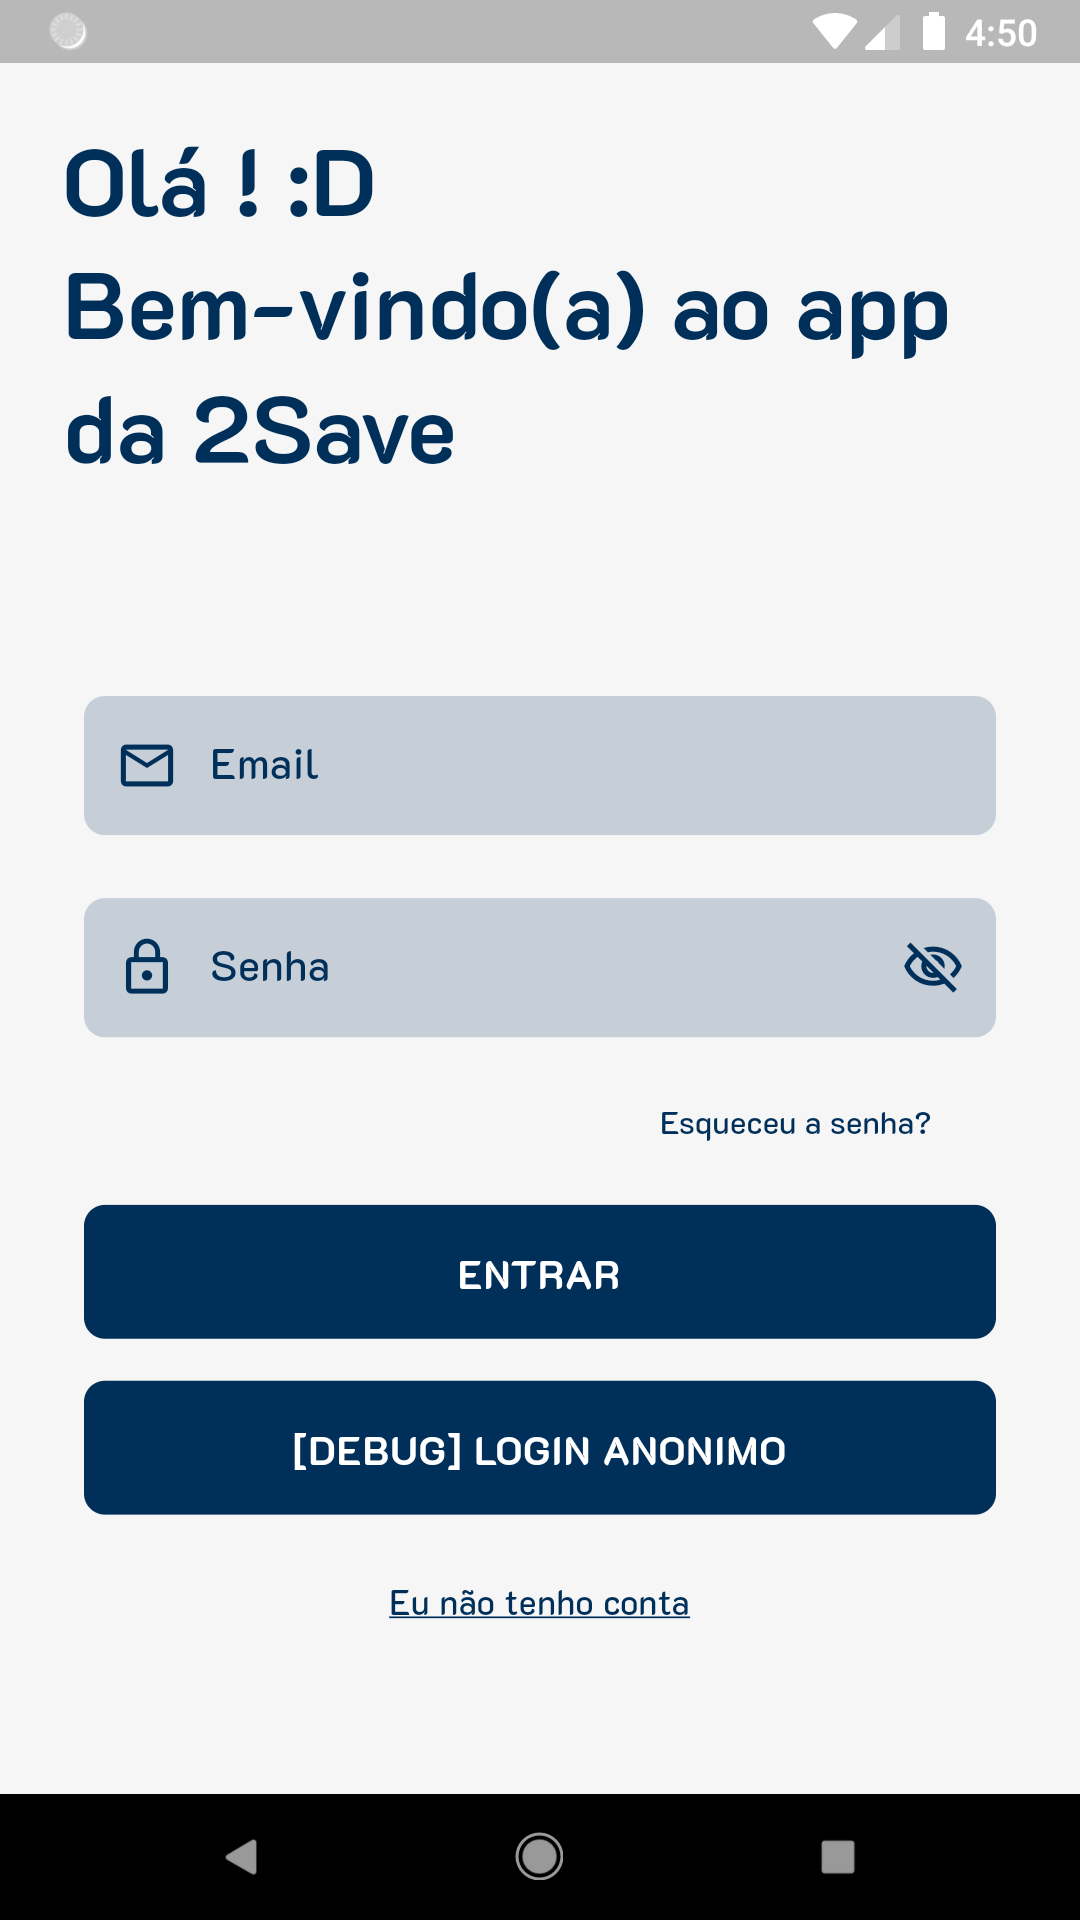 4:50
Olá ! :D
Bem-vindo(a) ao app
da 2Save
Email
Senha
Esqueceu a senha?
ENTRAR
[DEBUG] LOGIN ANONIMO
Eu não tenho conta